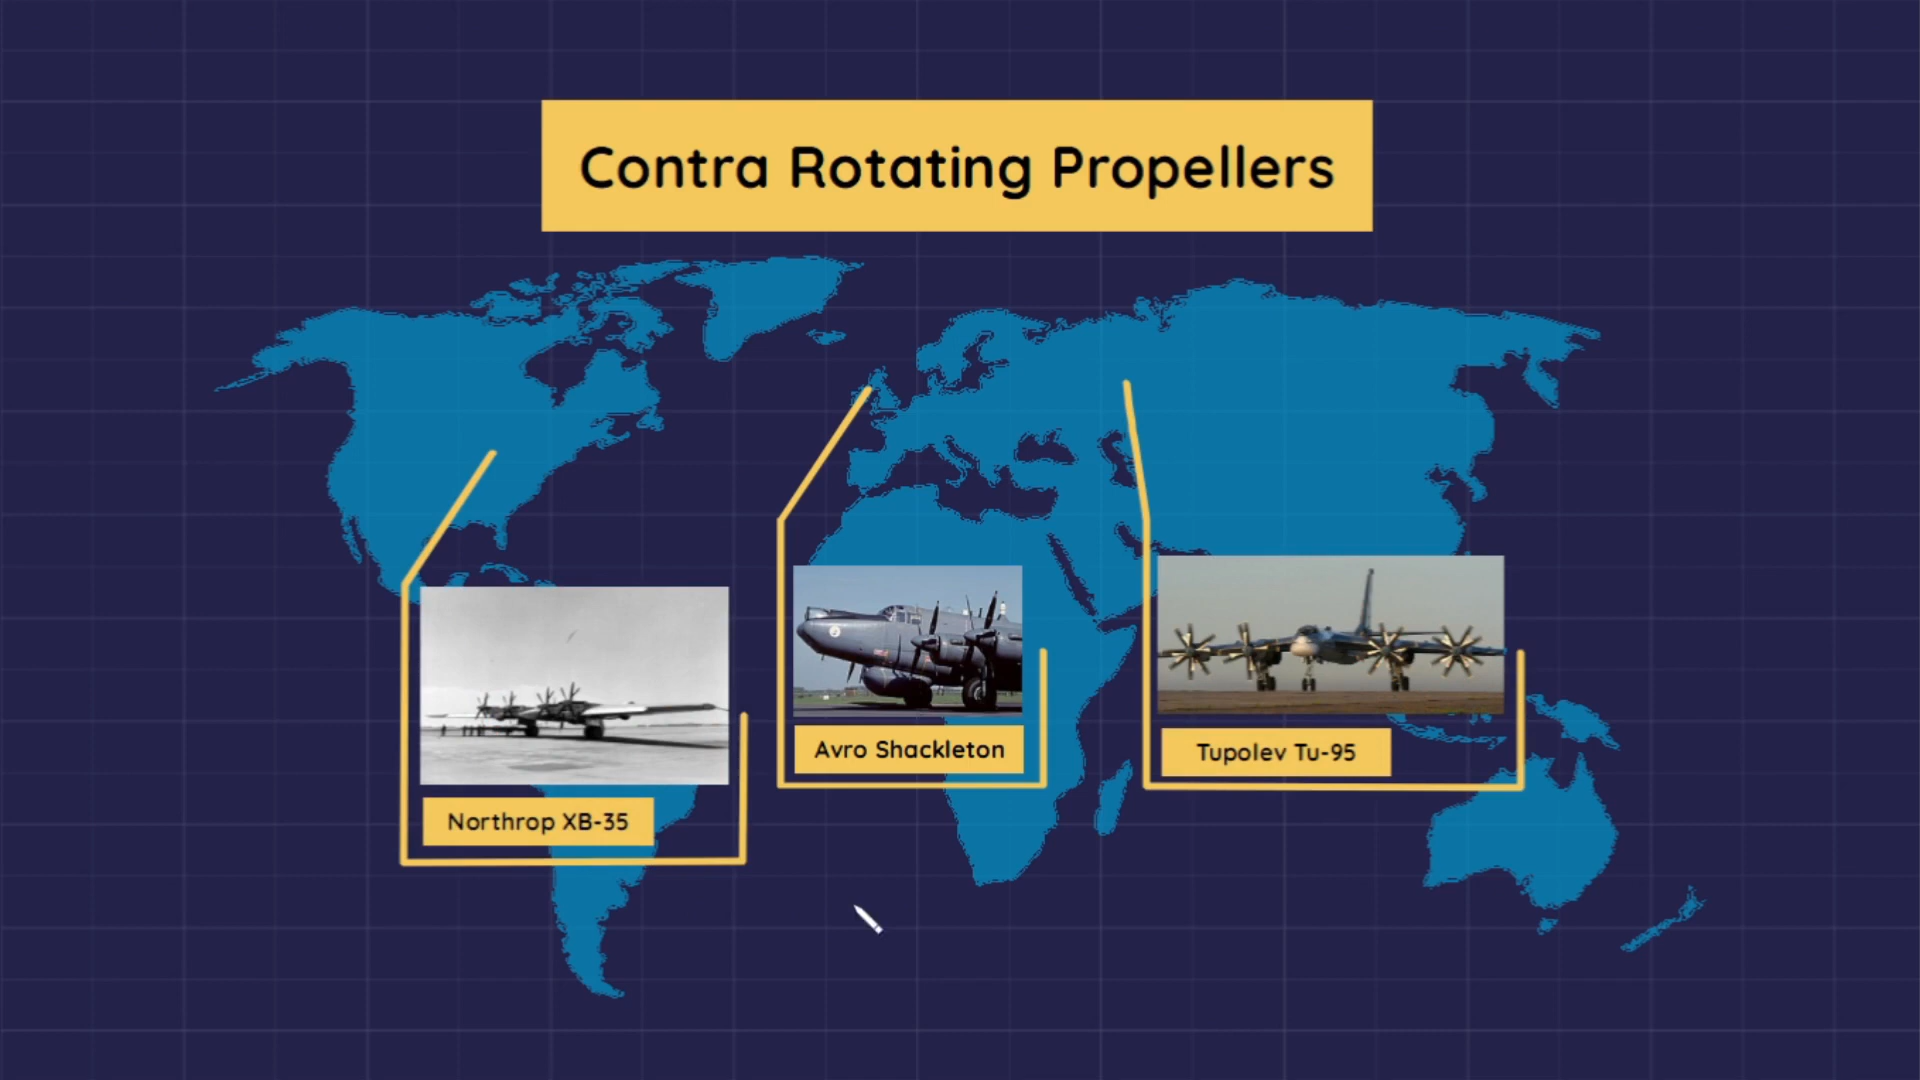 Contra Rotating Propellers
Northrop XB-35
Avro Shackleton
Tupolev Tu-95